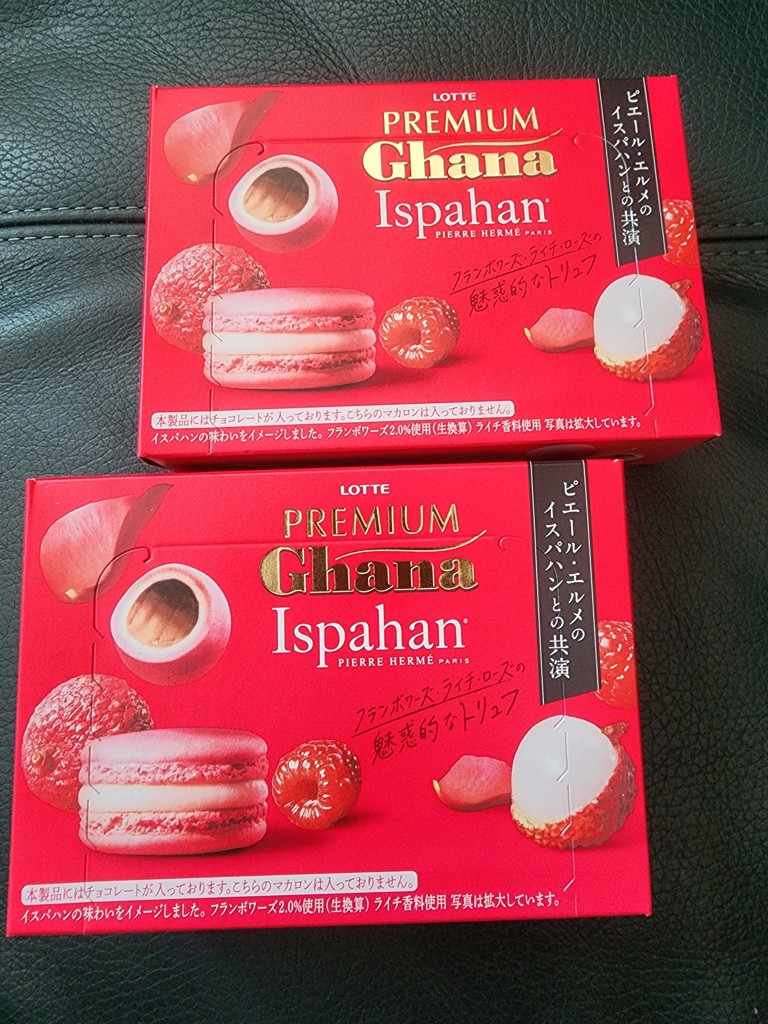 LOTTE
PREMIUM
Ghana
Ispahan
PIERRE HERMÉ PARIS
ピエール・エルメの
イスパハンとの共演
フランボワーズ・ライチ・ローズの
魅惑的なトリュフ
本製品にはチョコレートが入っております。こちらのマカロンは入っておりません。
イスパハンの味わいをイメージしました。フランボワーズ2.0%使用(生換算) ライチ香料使用 写真は拡大しています。
LOTTE
PREMIUM
Ghana
Ispahan
PIERRE HERMÉ PARIS
ピエール・エルメの
イスパハンとの共演
フランボワーズ・ライチ・ローズの
魅惑的なトリュフ
本製品にはチョコレートが入っております。こちらのマカロンは入っておりません。
イスパハンの味わいをイメージしました。フランボワーズ2.0%使用(生換算) ライチ香料使用 写真は拡大しています。